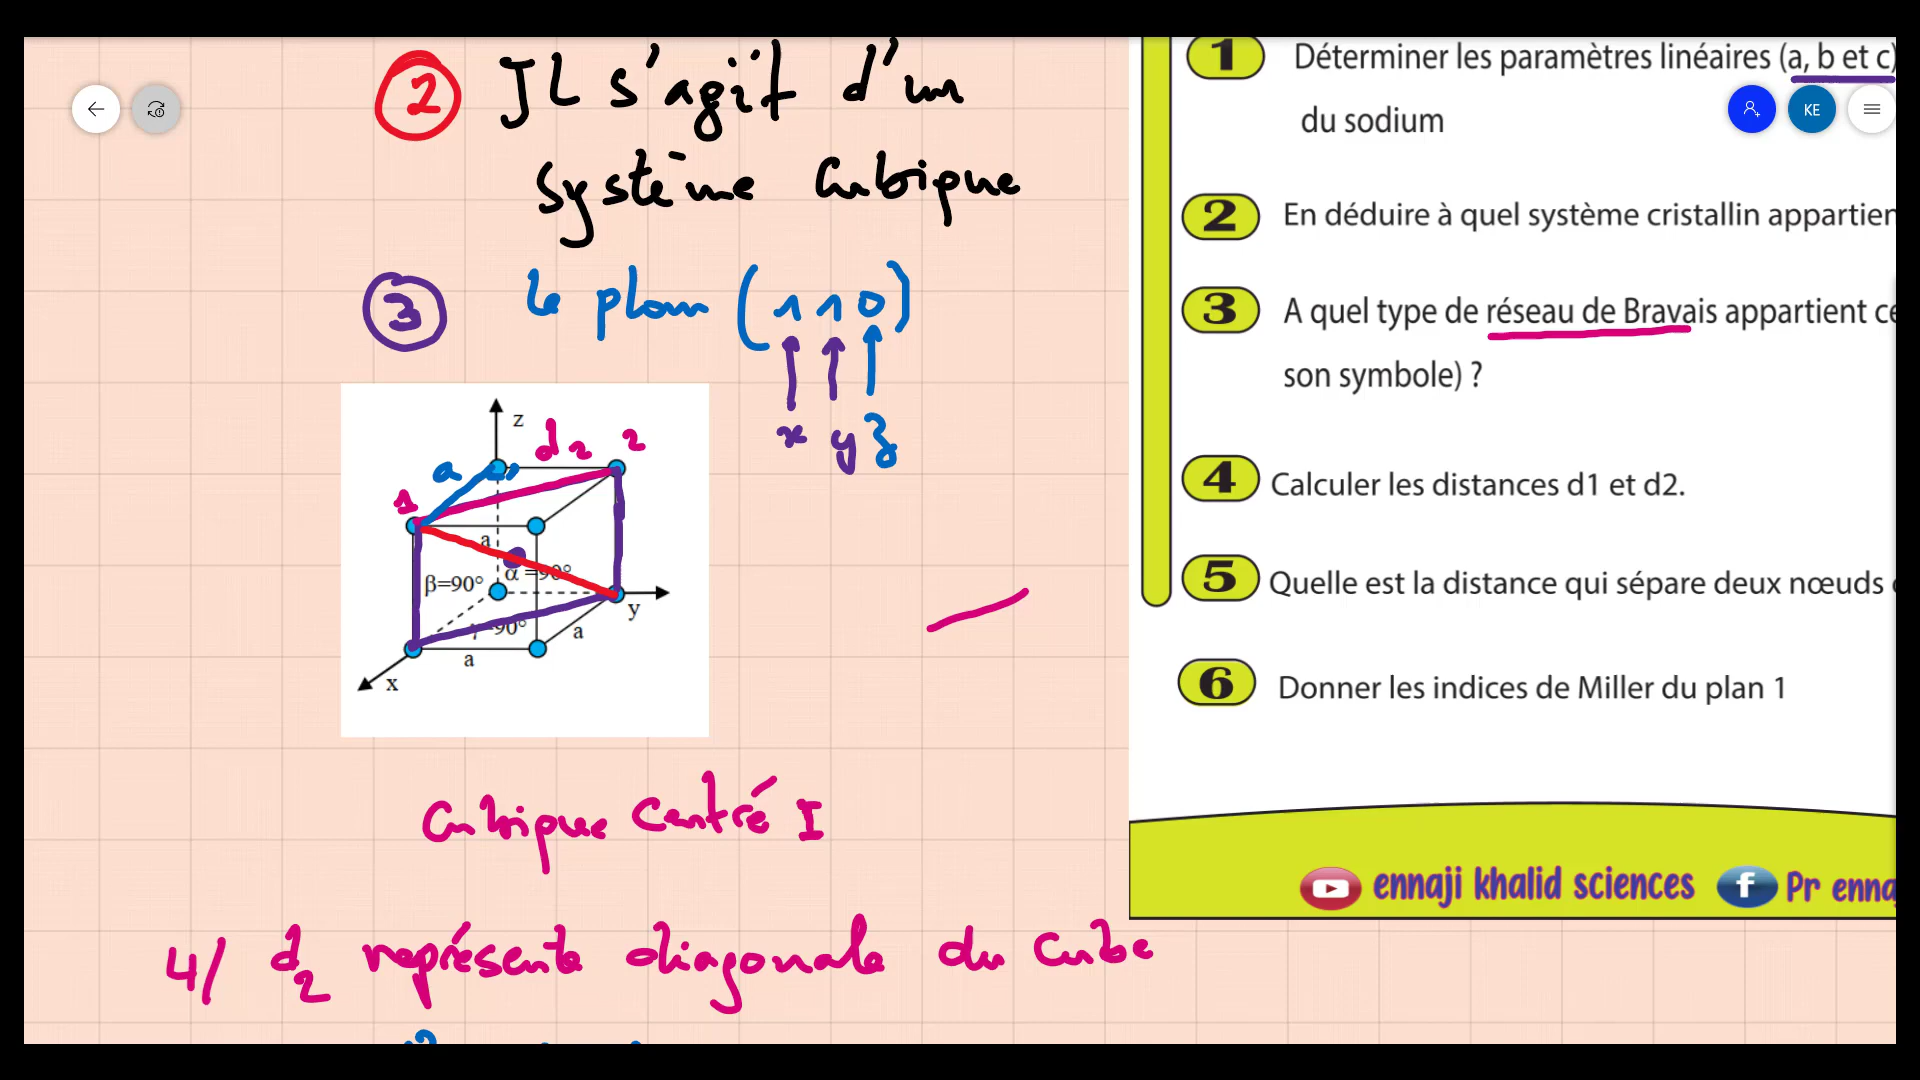 2 IL s'agit d'un
système Cubique
3 le plan (110)
x y z
z
d2 2
a
1
a
β=90° α =90°
y
γ=90° a
a
x
Cubique Centré I
4/ d2 représente diagonale du Cube
1 Déterminer les paramètres linéaires (a, b et c)
du sodium
KE
2 En déduire à quel système cristallin appartien
3 A quel type de réseau de Bravais appartient ce
son symbole) ?
4 Calculer les distances d1 et d2.
5 Quelle est la distance qui sépare deux nœuds
6 Donner les indices de Miller du plan 1
ennaji khalid sciences f Pr enna